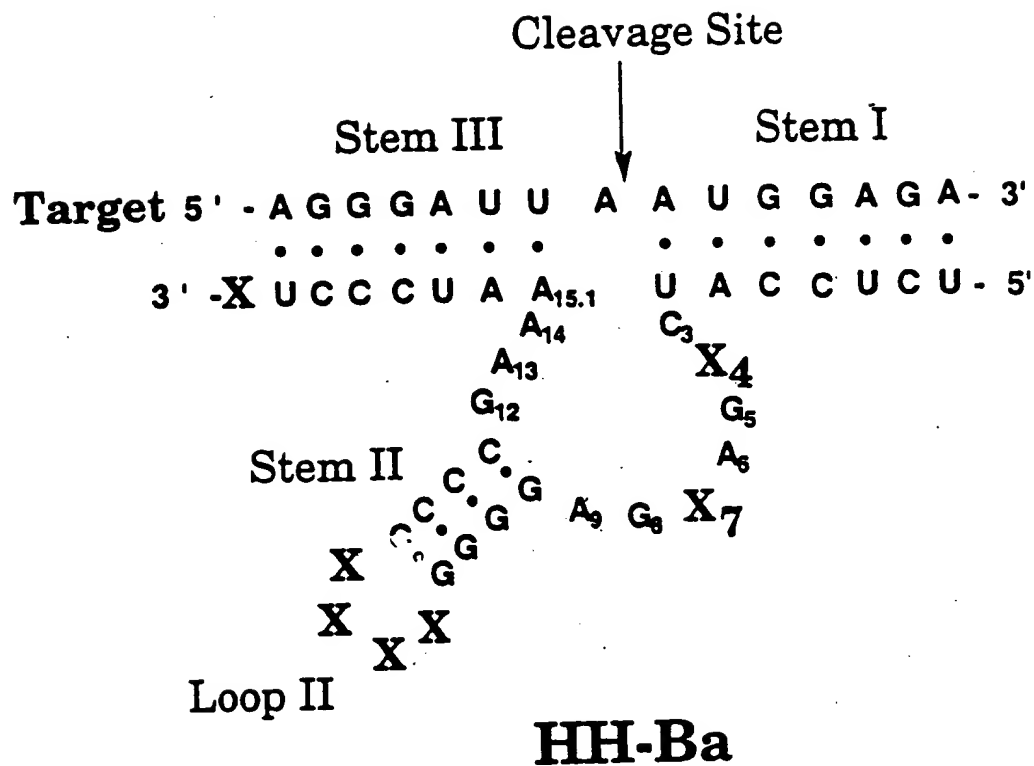 Cleavage Site
Stem III
Stem I
Target 5' - A G G G A U U A A U G G A G A - 3'
3' - X U C C C U A A15.1 U A C C U C U - 5'
A14
C3
A13
X4
G12
G5
Stem II
C
G
A6
C
G
A9
G8
X7
C
G
C
G
X
X
X
X
Loop II
HH-Ba